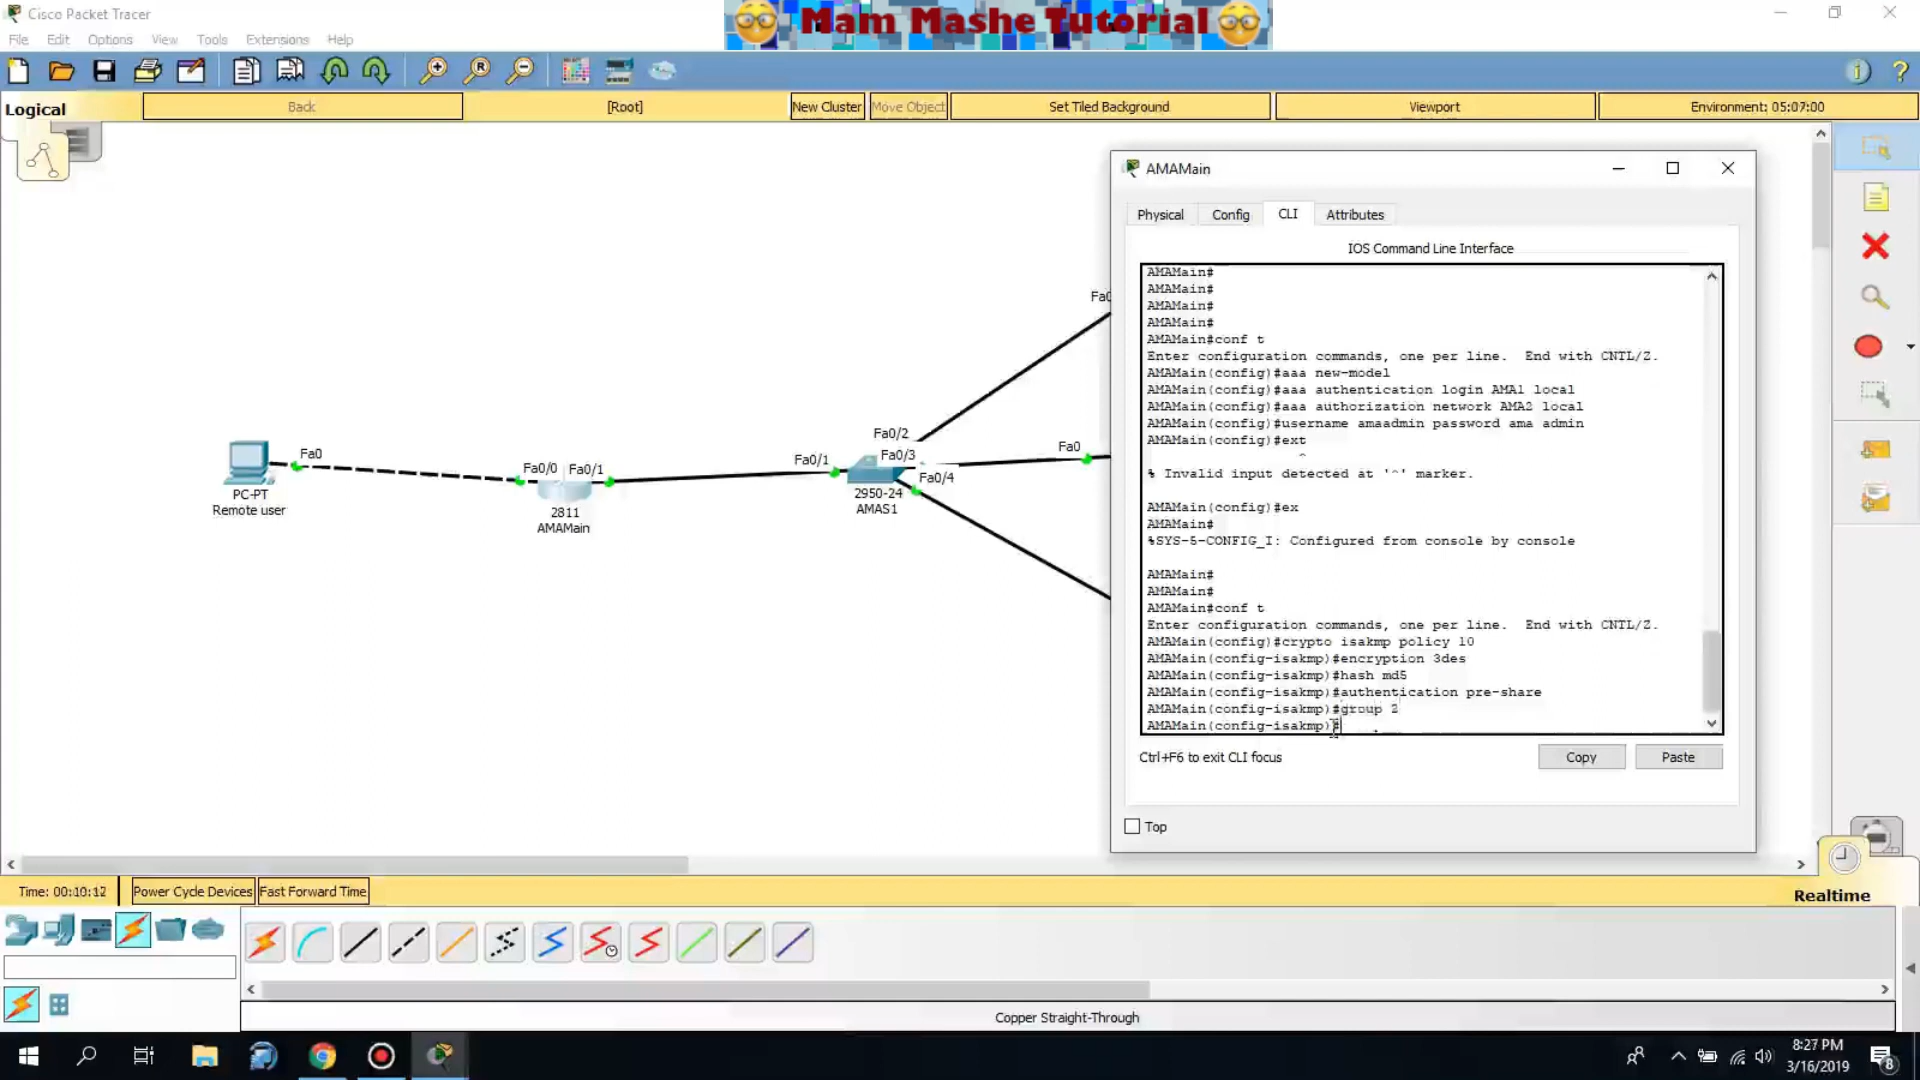 Cisco Packet Tracer
Mam Mashe Tutorial
File Edit Options View Tools Extensions Help
Logical
Back
[Root]
New Cluster
Move Object
Set Tiled Background
Viewport
Environment: 05:07:00
Fa0
PC-PT
Remote user
Fa0/0
Fa0/1
2811
AMAMain
Fa0/1
Fa0/2
Fa0/3
Fa0/4
2950-24
AMAS1
Fa0
Fa0
AMAMain
Physical Config CLI Attributes
IOS Command Line Interface
AMAMain#
AMAMain#
AMAMain#
AMAMain#
AMAMain#conf t
Enter configuration commands, one per line. End with CNTL/Z.
AMAMain(config)#aaa new-model
AMAMain(config)#aaa authentication login AMA1 local
AMAMain(config)#aaa authorization network AMA2 local
AMAMain(config)#username amaadmin password ama admin
AMAMain(config)#ext
^
% Invalid input detected at '^' marker.
AMAMain(config)#ex
AMAMain#
%SYS-5-CONFIG_I: Configured from console by console
AMAMain#
AMAMain#
AMAMain#conf t
Enter configuration commands, one per line. End with CNTL/Z.
AMAMain(config)#crypto isakmp policy 10
AMAMain(config-isakmp)#encryption 3des
AMAMain(config-isakmp)#hash md5
AMAMain(config-isakmp)#authentication pre-share
AMAMain(config-isakmp)#group 2
AMAMain(config-isakmp)#
Ctrl+F6 to exit CLI focus
Copy
Paste
Top
Time: 00:10:12
Power Cycle Devices
Fast Forward Time
Realtime
Copper Straight-Through
8:27 PM
3/16/2019
8